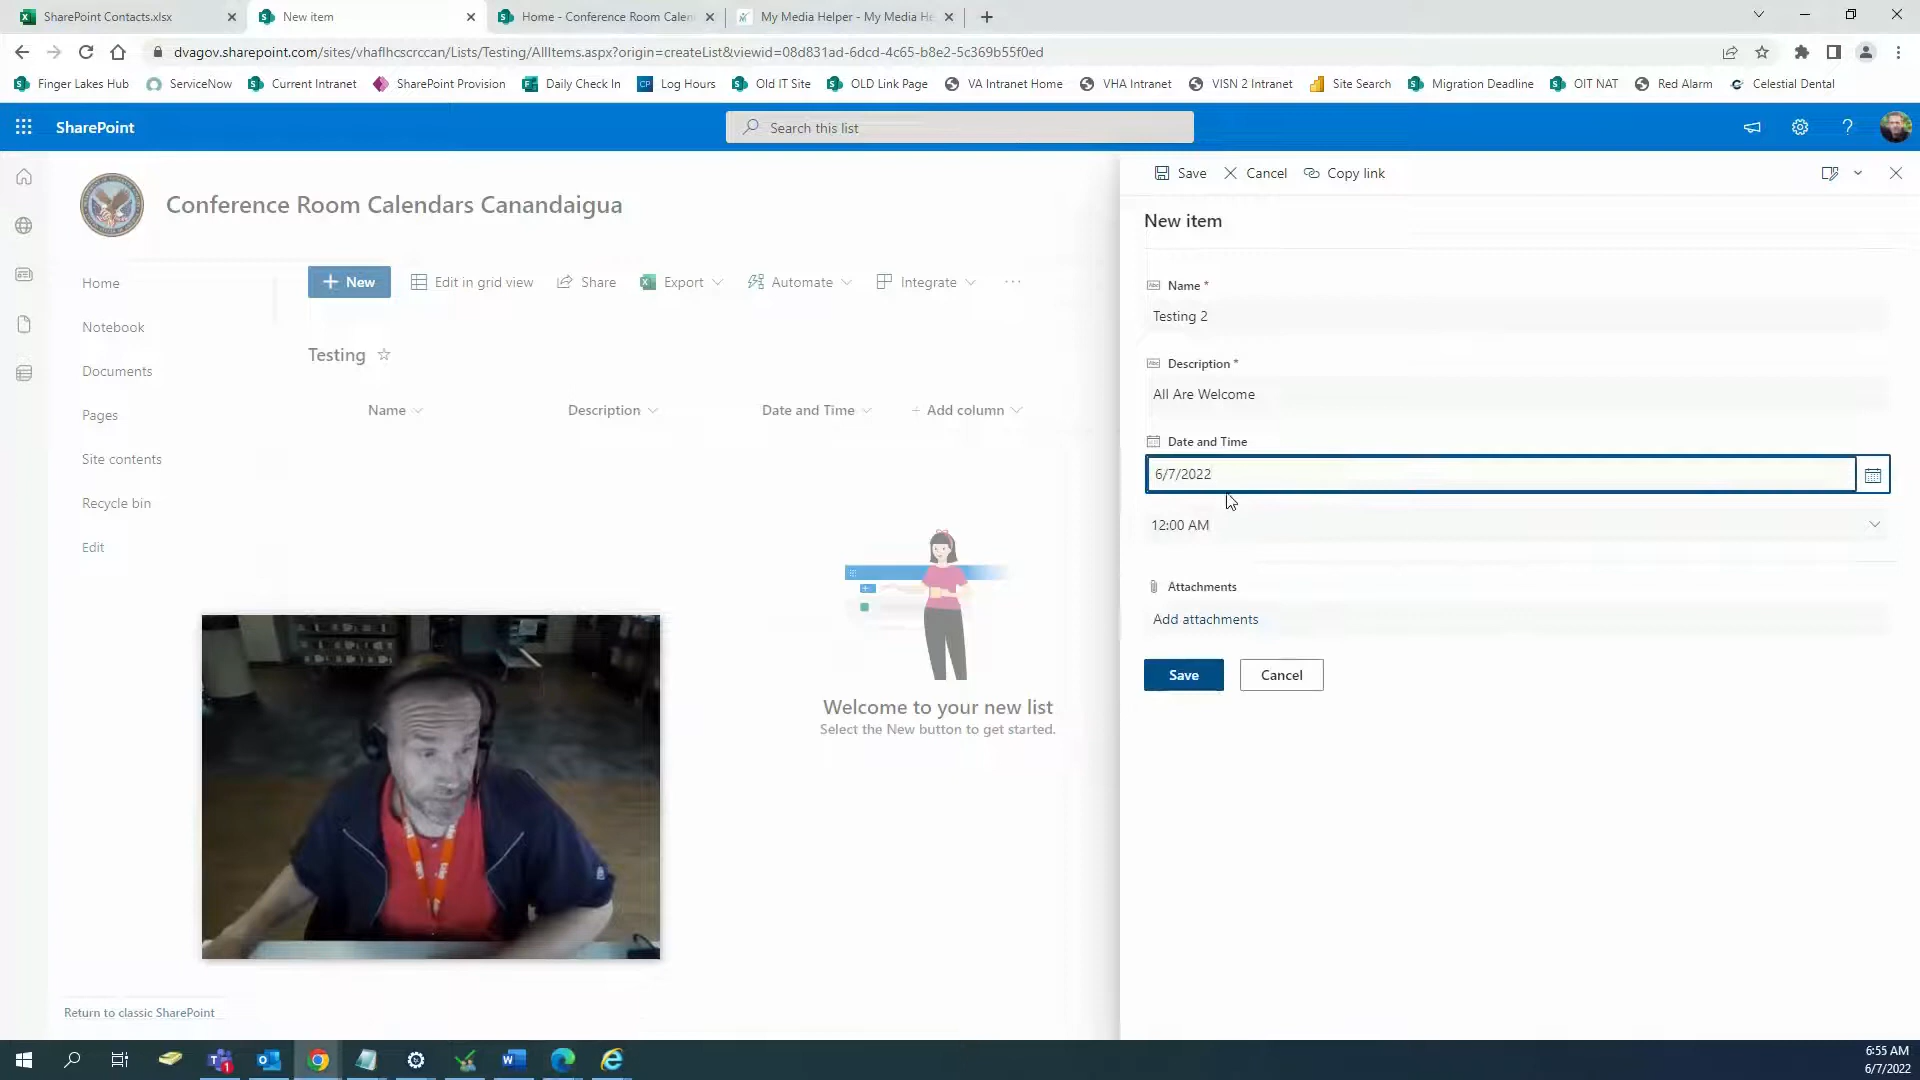 SharePoint Contacts.xlsx
New item
Home - Conference Room Calen
My Media Helper - My Media He
dvagov.sharepoint.com/sites/vhaflhcscrccan/Lists/Testing/AllItems.aspx?origin=createList&viewid=08d831ad-6dcd-4c65-b8e2-5c369b55f0ed
Finger Lakes Hub
ServiceNow
Current Intranet
SharePoint Provision
Daily Check In
CP Log Hours
Old IT Site
OLD Link Page
VA Intranet Home
VHA Intranet
VISN 2 Intranet
Site Search
Migration Deadline
OIT NAT
Red Alarm
Celestial Dental
SharePoint
Search this list
Conference Room Calendars Canandaigua
Home
Notebook
Documents
Pages
Site contents
Recycle bin
Edit
Return to classic SharePoint
+ New
Edit in grid view
Share
Export
Automate
Integrate
...
Testing
Name
Description
Date and Time
+ Add column
Welcome to your new list
Select the New button to get started.
Save
Cancel
Copy link
New item
Name *
Testing 2
Description *
All Are Welcome
Date and Time
6/7/2022
12:00 AM
Attachments
Add attachments
Save
Cancel
1
6:55 AM
6/7/2022